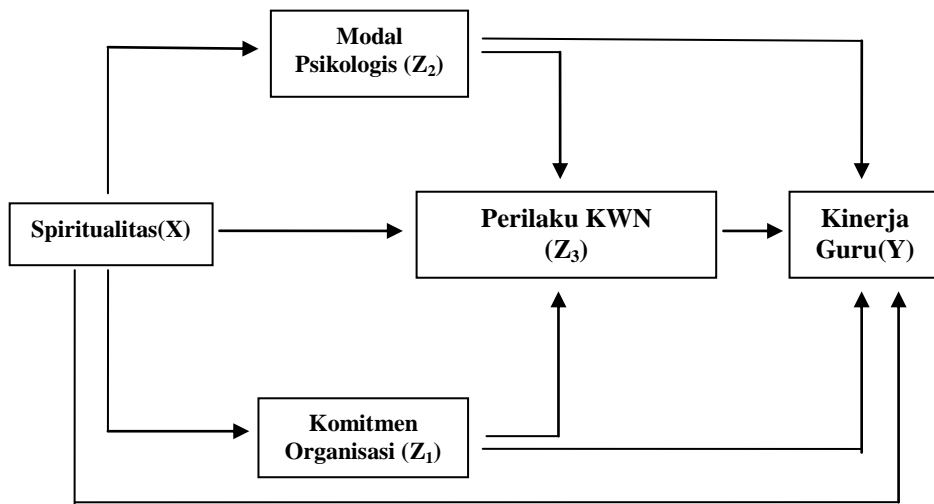 Modal
Psikologis (Z₂)
Spiritualitas(X)
Perilaku KWN
(Z₃)
Kinerja
Guru(Y)
Komitmen
Organisasi (Z₁)